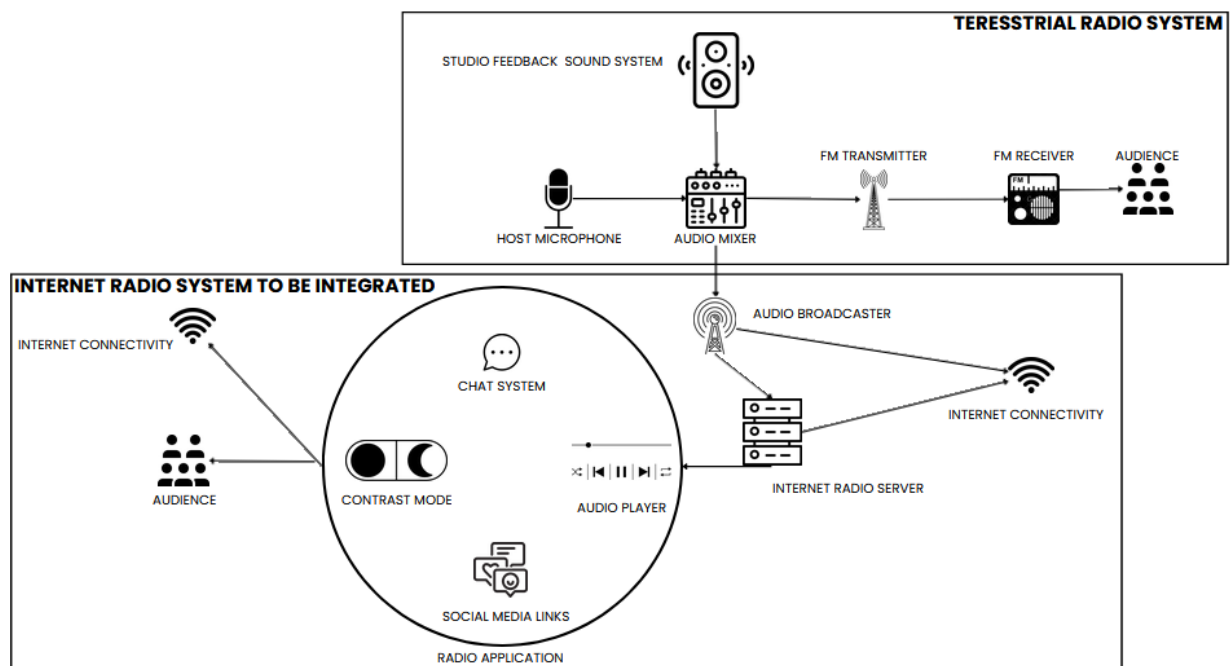 TERESSTRIAL RADIO SYSTEM
STUDIO FEEDBACK SOUND SYSTEM
FM TRANSMITTER
FM RECEIVER
AUDIENCE
FM
HOST MICROPHONE
AUDIO MIXER
INTERNET RADIO SYSTEM TO BE INTEGRATED
AUDIO BROADCASTER
INTERNET CONNECTIVITY
CHAT SYSTEM
INTERNET CONNECTIVITY
INTERNET RADIO SERVER
AUDIENCE
CONTRAST MODE
AUDIO PLAYER
SOCIAL MEDIA LINKS
RADIO APPLICATION